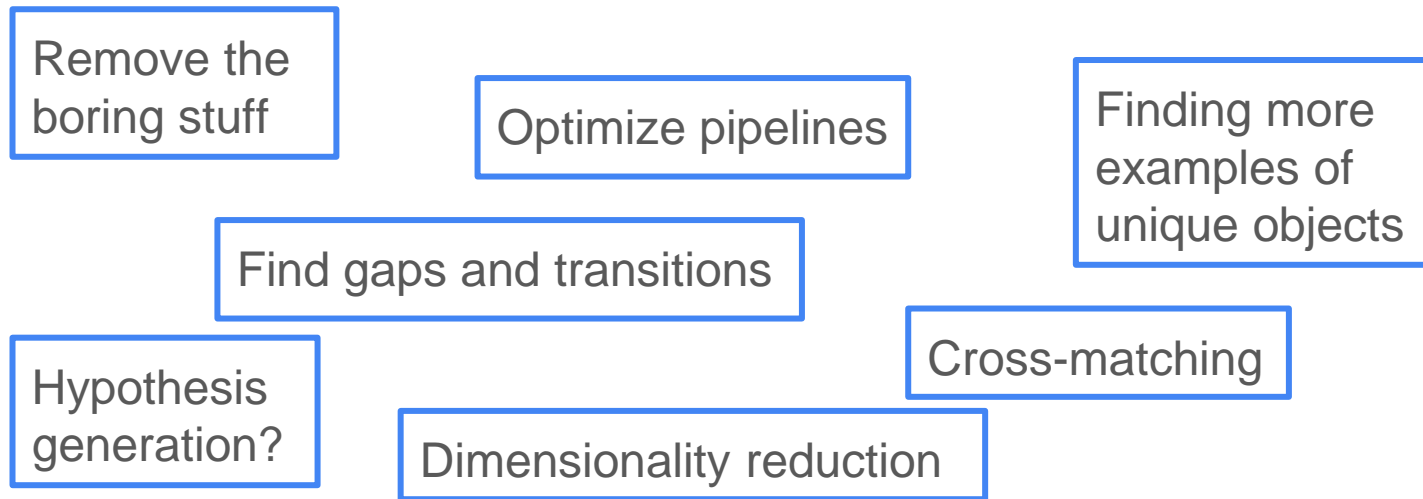 Remove the
boring stuff
Optimize pipelines
Finding more
examples of
unique objects
Find gaps and transitions
Cross-matching
Hypothesis
generation?
Dimensionality reduction